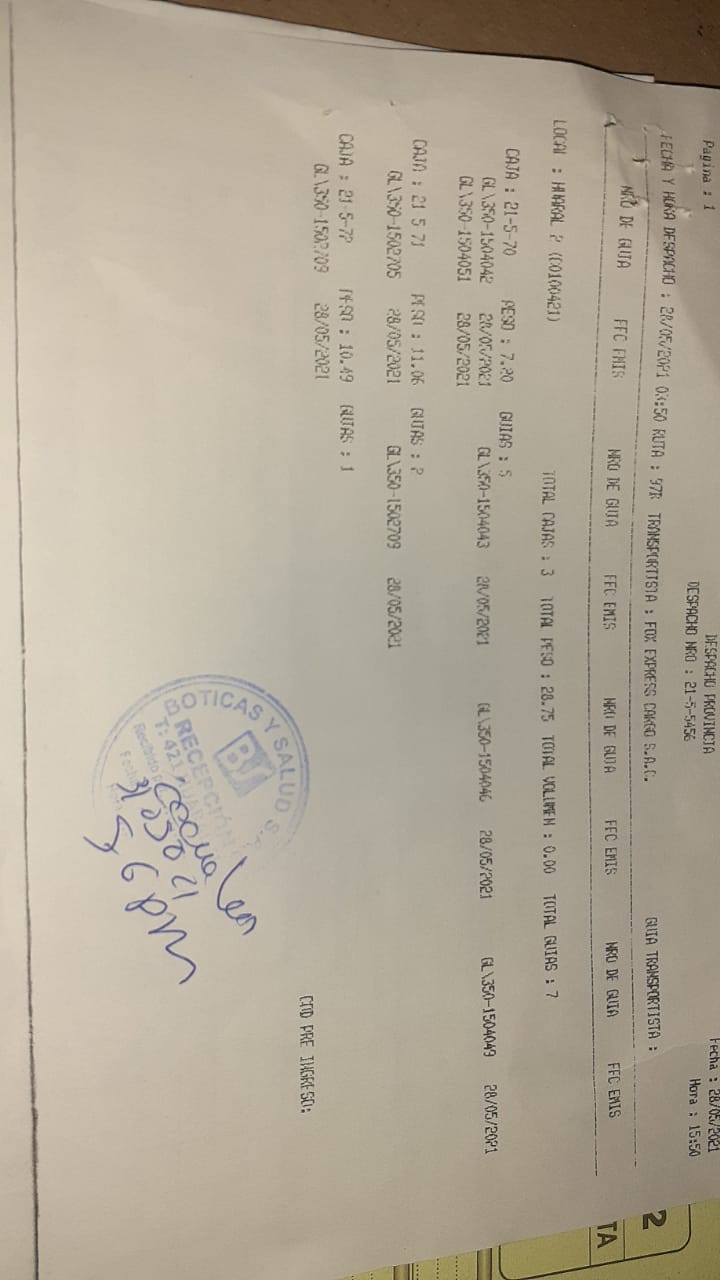 Pagina : 1
DESPACHO PROVINCIA
Fecha : 28/05/2021
DESPACHO NRO : 21-5-5456
Hora : 15:50
FECHA Y HORA DESPACHO : 28/05/2021 03:50 RUTA : 97R TRANSPORTISTA : FOX EXPRESS CARGO S.A.C. GUIA TRANSPORTISTA :
NRO DE GUIA FEC EMIS NRO DE GUIA FEC EMIS NRO DE GUIA FEC EMIS NRO DE GUIA FEC EMIS
LOCAL : HUARAL 2 (C0100421) TOTAL CAJAS : 3 TOTAL PESO : 28.75 TOTAL VOLUMEN : 0.00 TOTAL GUIAS : 7
CAJA : 21-5-70 PESO : 7.20 GUIAS : 5
GL\350-1504042 28/05/2021 GL\350-1504043 28/05/2021 GL\350-1504046 28/05/2021 GL\350-1504049 28/05/2021
GL\350-1504051 28/05/2021
CAJA : 21 5 71 PESO : 11.06 GUIAS : 2
GL\350-1502705 28/05/2021 GL\350-1502709 28/05/2021
CAJA : 21-5-72 PESO : 10.49 GUIAS : 1
GL\350-1502709 28/05/2021
COD PRE INGRESO:
BOTICAS Y SALUD S.
BS
RECEPCIÓN
T: 421
Recibido
31 05 021
6 pm
2
TA